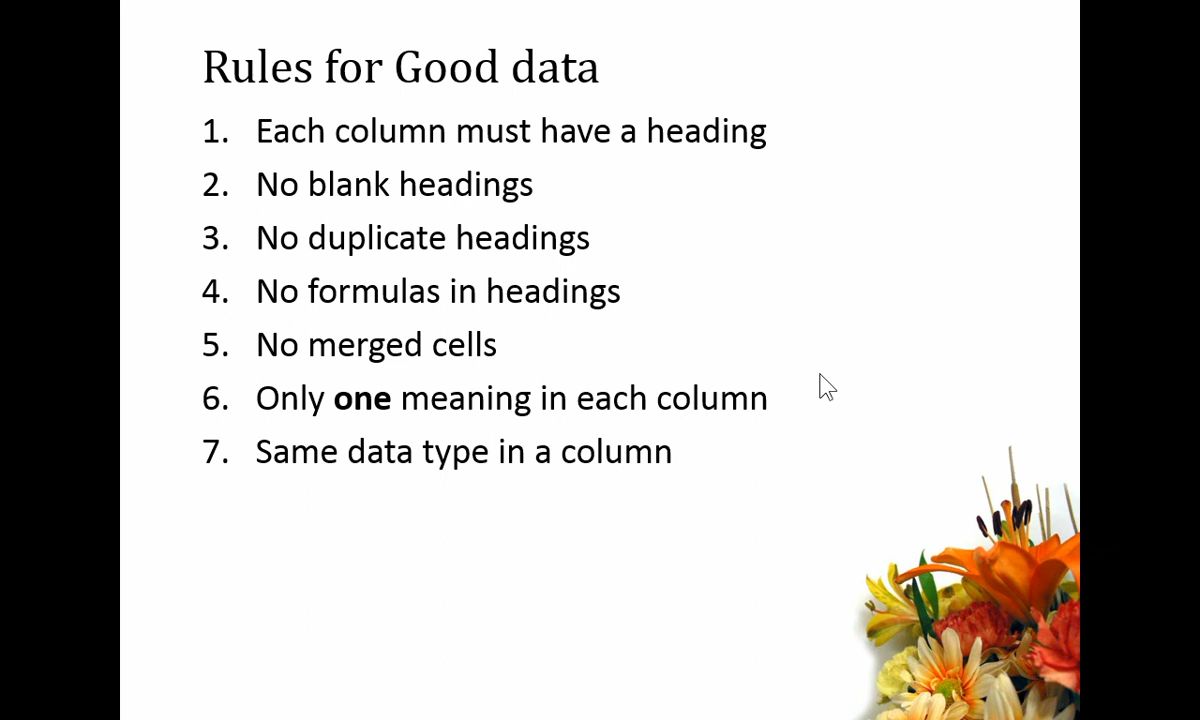 Rules for Good data
1. Each column must have a heading
2. No blank headings
3. No duplicate headings
4. No formulas in headings
5. No merged cells
6. Only one meaning in each column
7. Same data type in a column